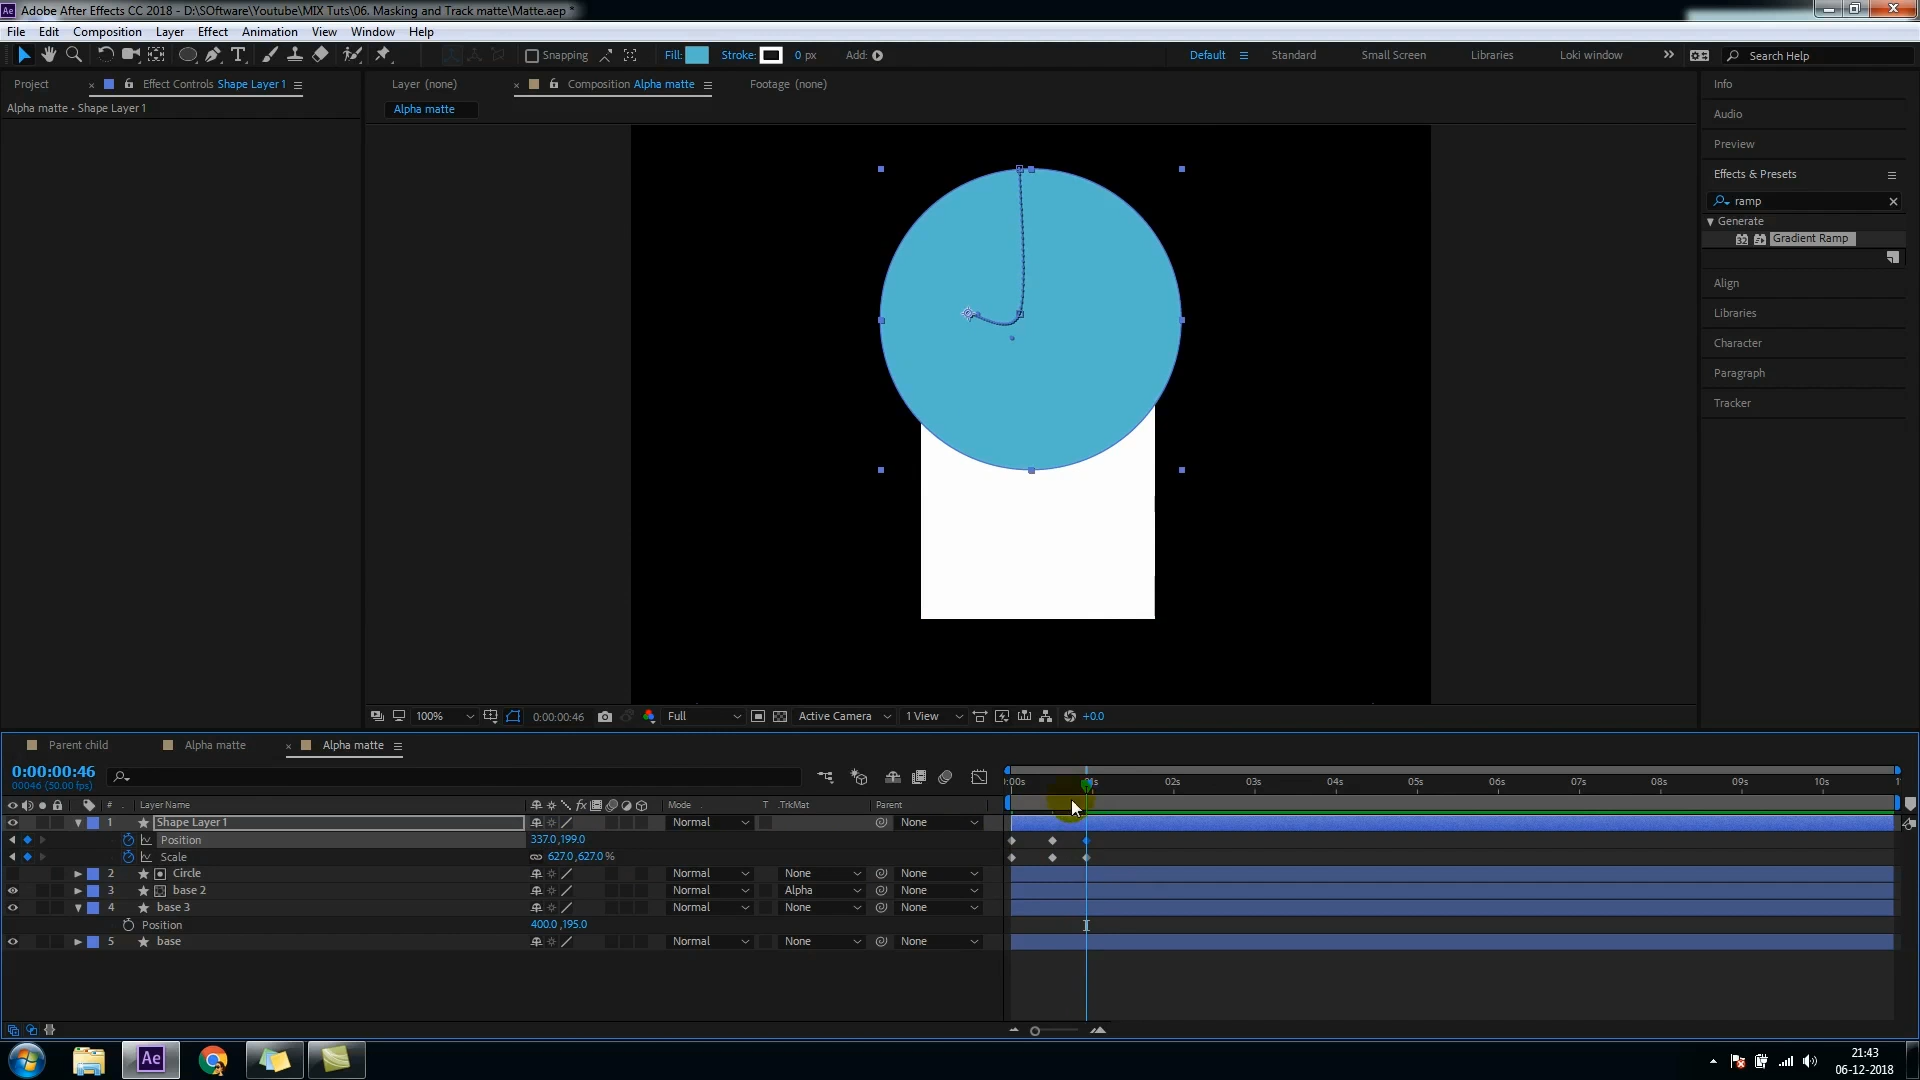 Adobe After Effects CC 2018 - D:\SOftware\Youtube\MIX Tuts\06. Masking and Track matte\Matte.aep *
File Edit Composition Layer Effect Animation View Window Help
Snapping Fill: Stroke: 0 px Add: Default Standard Small Screen Libraries Loki window Search Help
Project Effect Controls Shape Layer 1 Layer (none) Composition Alpha matte Footage (none) Info
Alpha matte • Shape Layer 1 Alpha matte
Audio
Preview
Effects & Presets
ramp
Generate
32 Gradient Ramp
Align
Libraries
Character
Paragraph
Tracker
100% 0:00:00:46 Full Active Camera 1 View +0.0
Parent child Alpha matte Alpha matte
0:00:00:46
00046 (50.00 fps)
:00s 02s 03s 04s 05s 06s 07s 08s 09s 10s
# Layer Name fx Mode T .TrkMat Parent
1 Shape Layer 1 Normal None
Position 337.0,199.0
Scale 627.0,627.0 %
2 Circle Normal None None
3 base 2 Normal Alpha None
4 base 3 Normal None None
Position 400.0,195.0
5 base Normal None None
Ae
21:43
06-12-2018